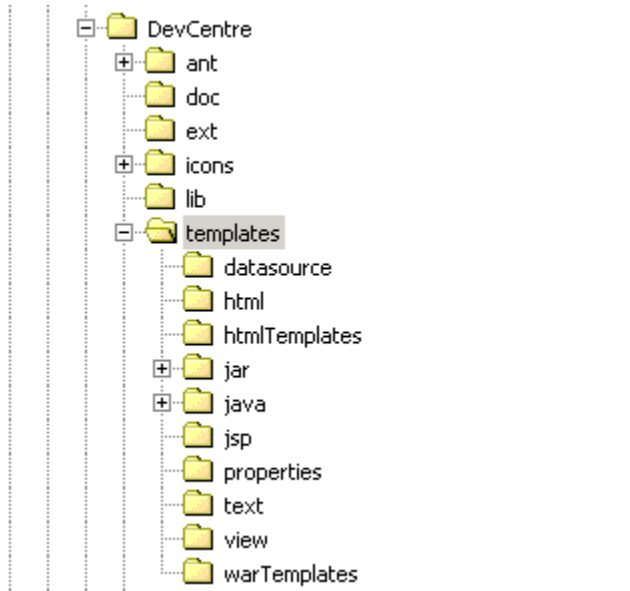 DevCentre
ant
doc
ext
icons
lib
templates
datasource
html
htmlTemplates
jar
java
jsp
properties
text
view
warTemplates